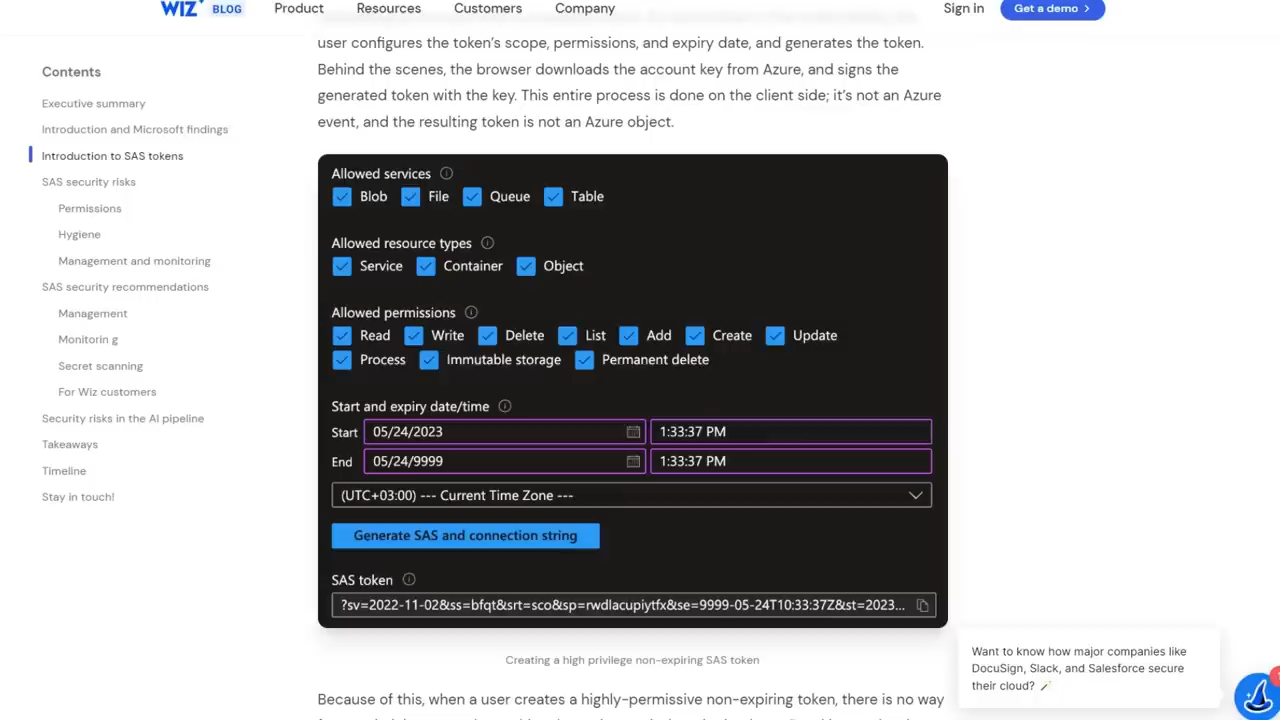 WIZ BLOG Product Resources Customers Company Sign in Get a demo
user configures the token’s scope, permissions, and expiry date, and generates the token.
Behind the scenes, the browser downloads the account key from Azure, and signs the
generated token with the key. This entire process is done on the client side; it’s not an Azure
event, and the resulting token is not an Azure object.
Contents
Executive summary
Introduction and Microsoft findings
Introduction to SAS tokens
SAS security risks
Permissions
Hygiene
Management and monitoring
SAS security recommendations
Management
Monitorin g
Secret scanning
For Wiz customers
Security risks in the AI pipeline
Takeaways
Timeline
Stay in touch!
Allowed services
Blob File Queue Table
Allowed resource types
Service Container Object
Allowed permissions
Read Write Delete List Add Create Update
Process Immutable storage Permanent delete
Start and expiry date/time
Start 05/24/2023 1:33:37 PM
End 05/24/9999 1:33:37 PM
(UTC+03:00) --- Current Time Zone ---
Generate SAS and connection string
SAS token
?sv=2022-11-02&ss=bfqt&srt=sco&sp=rwdlacupiytfx&se=9999-05-24T10:33:37Z&st=2023...
Creating a high privilege non-expiring SAS token
Because of this, when a user creates a highly-permissive non-expiring token, there is no way
Want to know how major companies like
DocuSign, Slack, and Salesforce secure
their cloud? 🪄